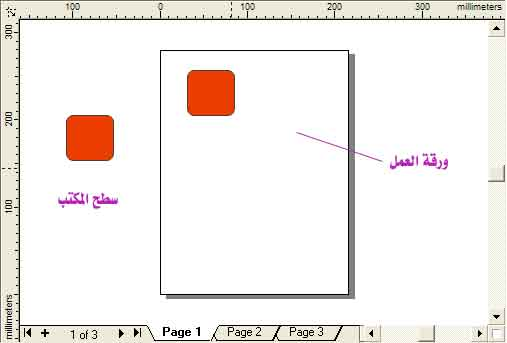 100 0 100 200 300 millimeters
300
200
100
millimeters
ورقة العمل
سطح المكتب
1 of 3 Page 1 Page 2 Page 3